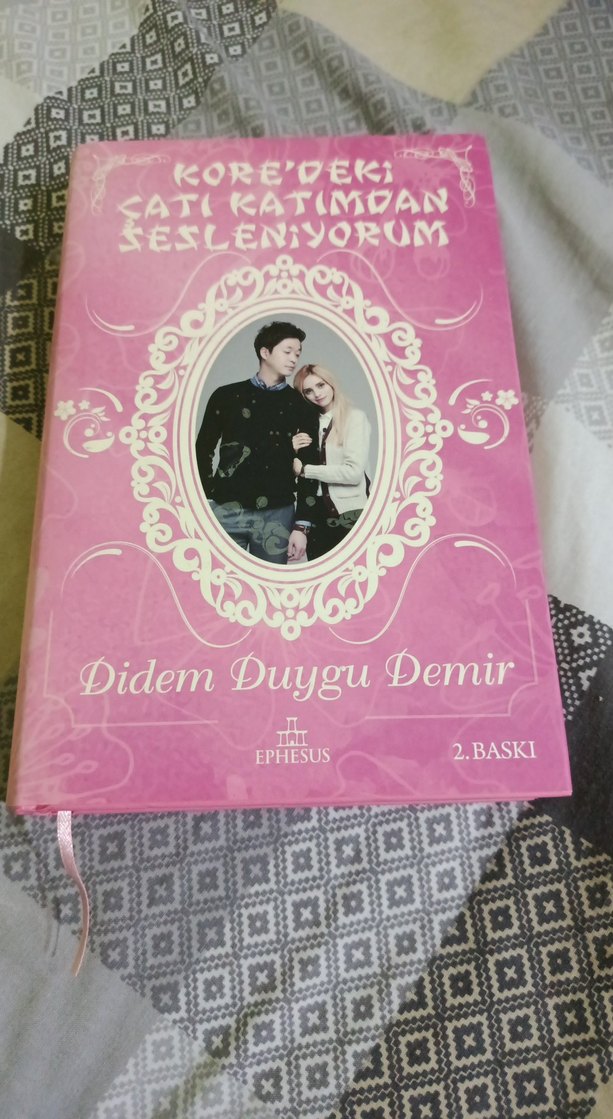 KORE'DEKİ
ÇATI KATIMDAN
SESLENİYORUM
Didem Duygu Demir
EPHESUS
2. BASKI